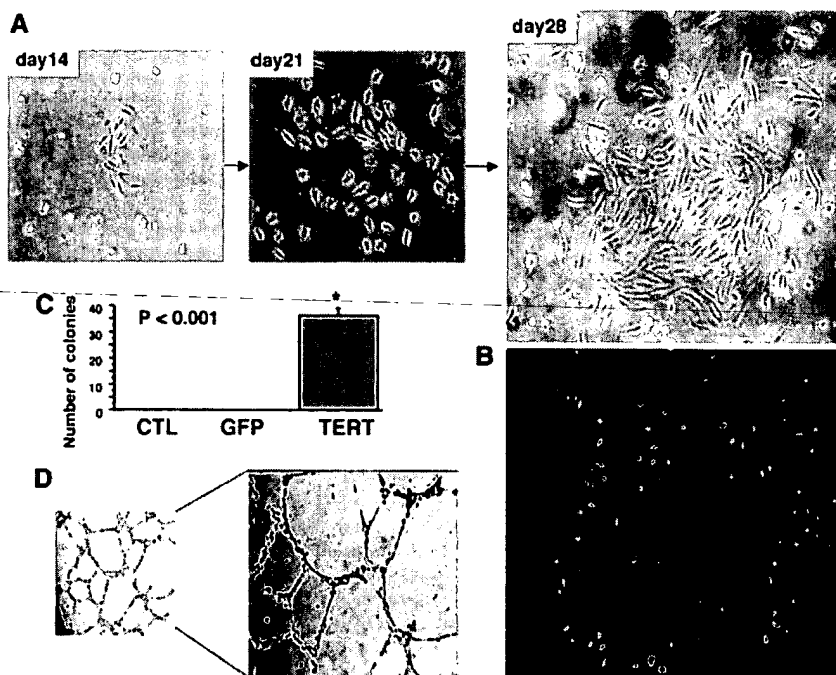 A
day14
day21
day28
C
P < 0.001
*
Number of colonies
40
30
20
10
0
CTL
GFP
TERT
B
D